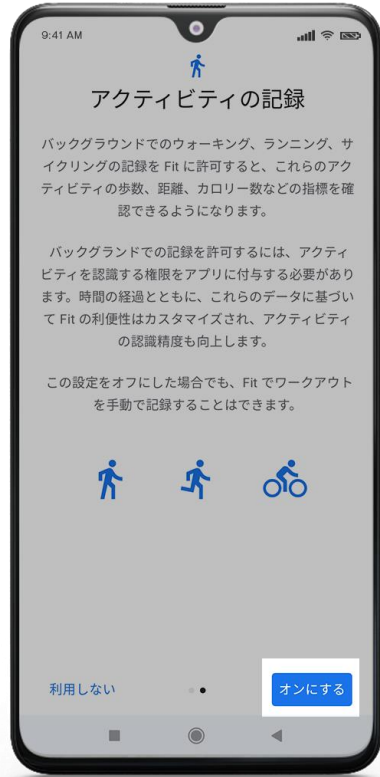 9:41 AM
アクティビティの記録
バックグラウンドでのウォーキング、ランニング、サ
イクリングの記録を Fit に許可すると、これらのアク
ティビティの歩数、距離、カロリー数などの指標を確
認できるようになります。
バックグランドでの記録を許可するには、アクティ
ビティを認識する権限をアプリに付与する必要があり
ます。時間の経過とともに、これらのデータに基づい
て Fit の利便性はカスタマイズされ、アクティビティ
の認識精度も向上します。
この設定をオフにした場合でも、Fit でワークアウト
を手動で記録することはできます。
利用しない
オンにする